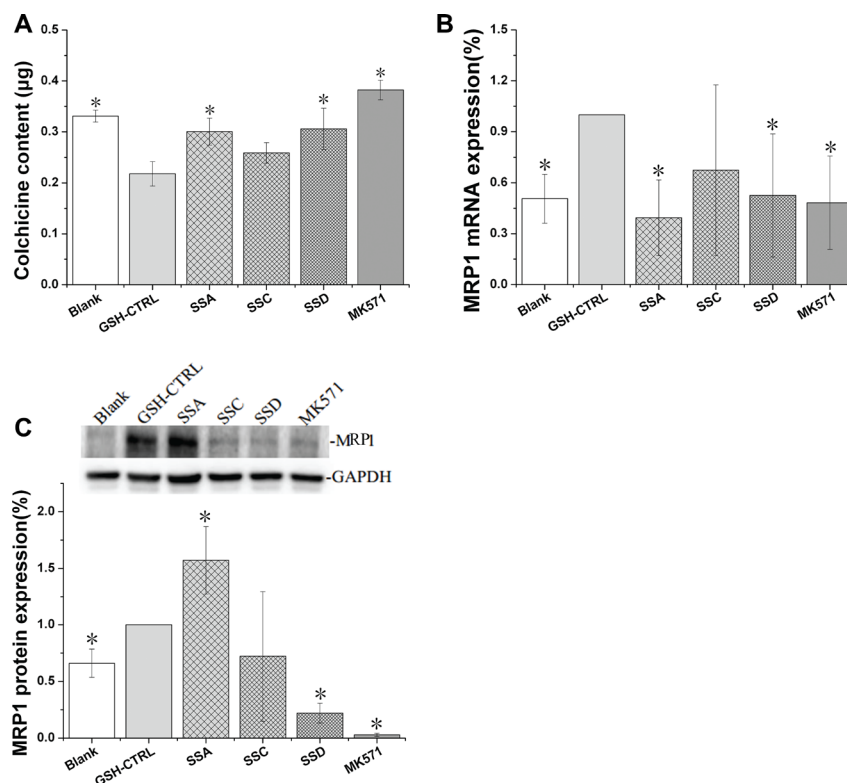 A
Colchicine content (µg)
0.5
0.4
0.3
0.2
0.1
0.0
*
*
*
*
Blank
GSH-CTRL
SSA
SSC
SSD
MK571
B
MRP1 mRNA expression(%)
1.5
1.2
0.9
0.6
0.3
0.0
*
*
*
*
Blank
GSH-CTRL
SSA
SSC
SSD
MK571
C
Blank
GSH-CTRL
SSA
SSC
SSD
MK571
-MRP1
-GAPDH
MRP1 protein expression(%)
2.0
1.5
1.0
0.5
0.0
*
*
*
*
Blank
GSH-CTRL
SSA
SSC
SSD
MK571